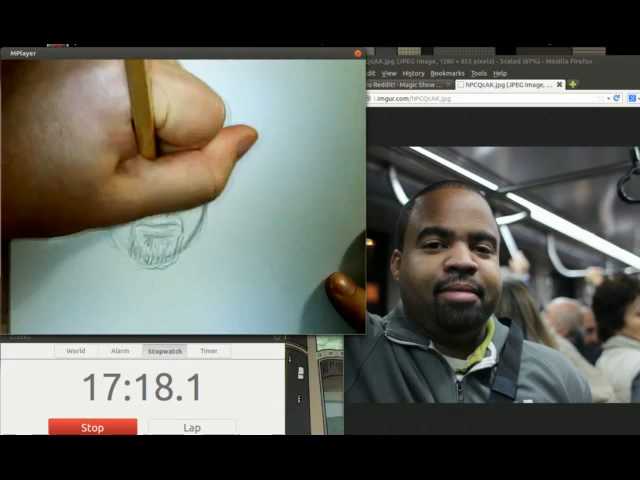 MPlayer
cAK.jpg (JPEG Image, 1280 × 853 pixels) - Scaled (67%) - Mozilla Firefox
dit View History Bookmarks Tools Help
o Reddit! - Magic Show ...
hPCQcAK.jpg (JPEG Image, ...
i.imgur.com/hPCQcAK.jpg
World Alarm Stopwatch Timer
17:18.1
Stop Lap